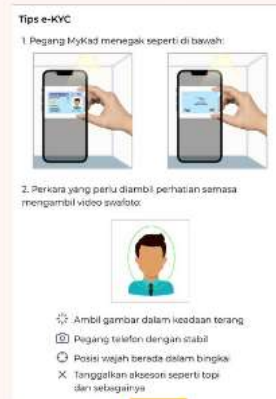 Tips e-KYC
1. Pegang MyKad menegak seperti di bawah:
2. Perkara yang perlu diambil perhatian semasa
mengambil video swafoto:
Ambil gambar dalam keadaan terang
Pegang telefon dengan stabil
Posisi wajah berada dalam bingkai
Tanggalkan aksesori seperti topi
dan sebagainya